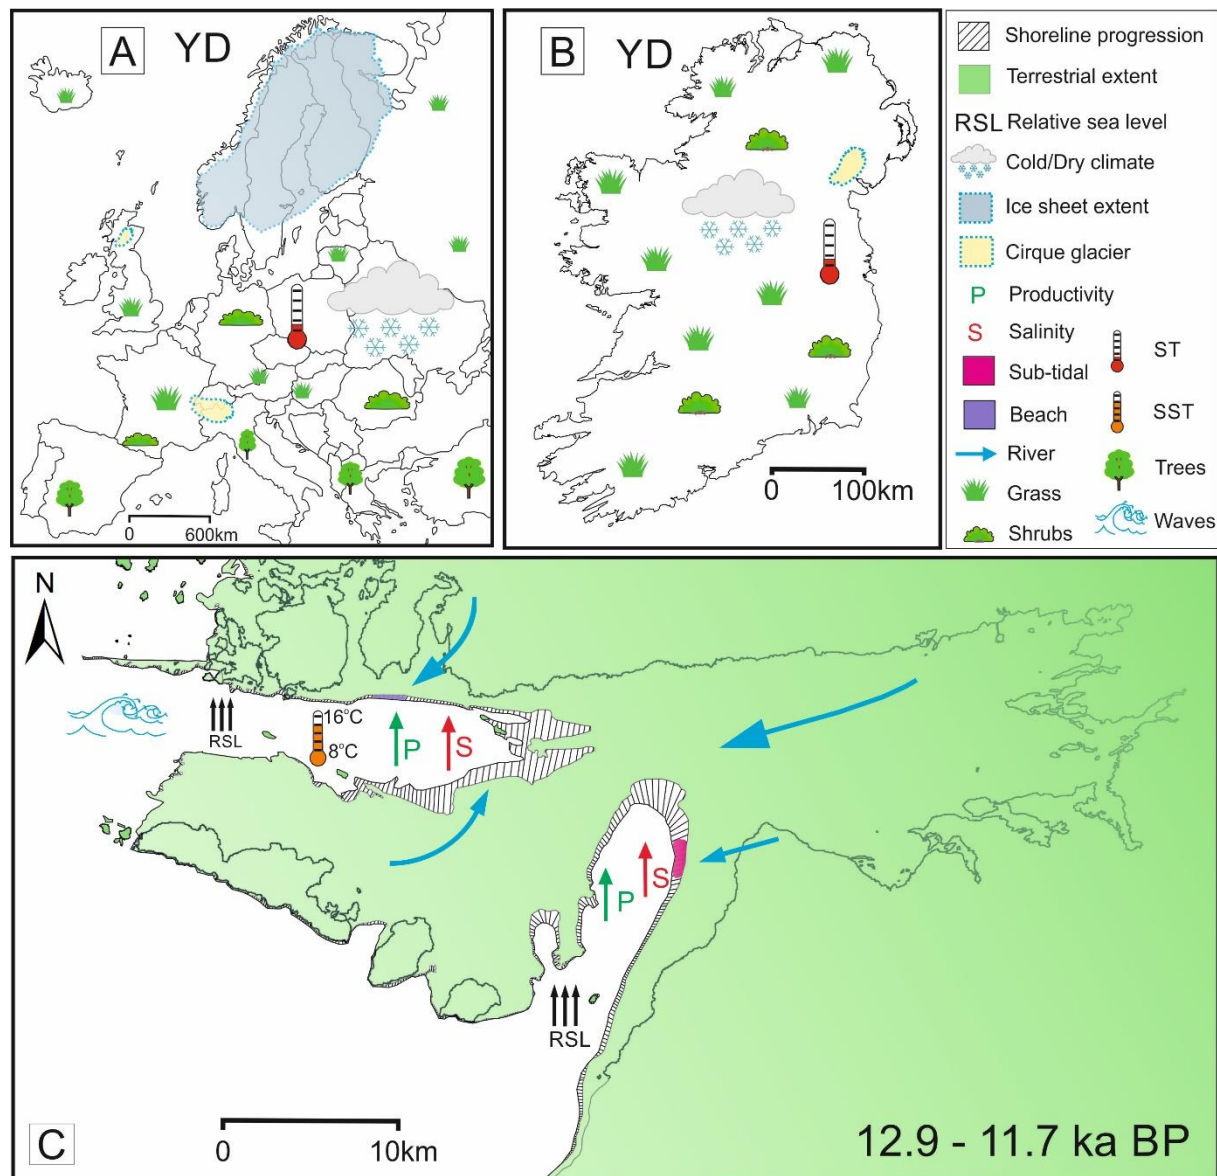 A YD
0 600km
B YD
0 100km
Shoreline progression
Terrestrial extent
RSL Relative sea level
Cold/Dry climate
Ice sheet extent
Cirque glacier
P Productivity
S Salinity
Sub-tidal
Beach
River
Grass
Shrubs
ST
SST
Trees
Waves
N
RSL
16°C
8°C
P
S
P
S
RSL
C
0 10km
12.9 - 11.7 ka BP